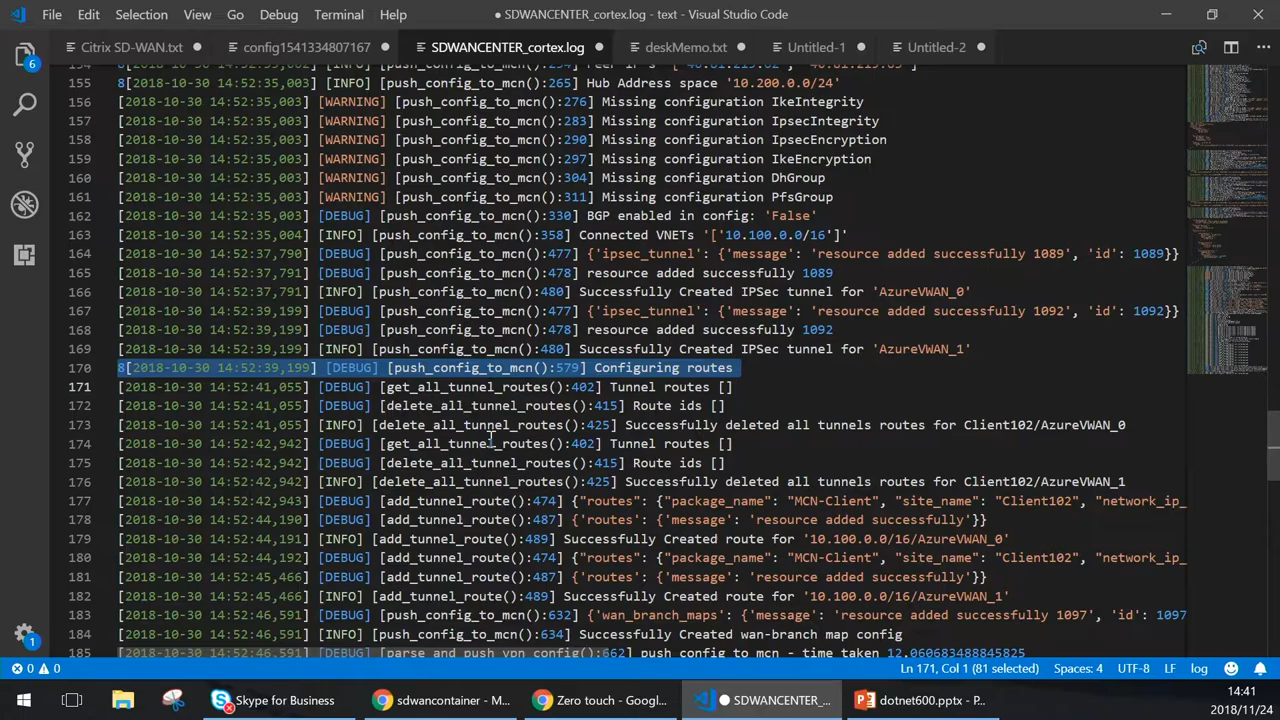 File Edit Selection View Go Debug Terminal Help
● SDWANCENTER_cortex.log - text - Visual Studio Code
Citrix SD-WAN.txt ● config1541334807167 ● SDWANCENTER_cortex.log ● deskMemo.txt ● Untitled-1 ● Untitled-2 ●
155 8[2018-10-30 14:52:35,003] [INFO] [push_config_to_mcn():265] Hub Address space '10.200.0.0/24'
156 [2018-10-30 14:52:35,003] [WARNING] [push_config_to_mcn():276] Missing configuration IkeIntegrity
157 [2018-10-30 14:52:35,003] [WARNING] [push_config_to_mcn():283] Missing configuration IpsecIntegrity
158 [2018-10-30 14:52:35,003] [WARNING] [push_config_to_mcn():290] Missing configuration IpsecEncryption
159 [2018-10-30 14:52:35,003] [WARNING] [push_config_to_mcn():297] Missing configuration IkeEncryption
160 [2018-10-30 14:52:35,003] [WARNING] [push_config_to_mcn():304] Missing configuration DhGroup
161 [2018-10-30 14:52:35,003] [WARNING] [push_config_to_mcn():311] Missing configuration PfsGroup
162 [2018-10-30 14:52:35,003] [DEBUG] [push_config_to_mcn():330] BGP enabled in config: 'False'
163 [2018-10-30 14:52:35,004] [INFO] [push_config_to_mcn():358] Connected VNETs '['10.100.0.0/16']'
164 [2018-10-30 14:52:37,790] [DEBUG] [push_config_to_mcn():477] {'ipsec_tunnel': {'message': 'resource added successfully 1089', 'id': 1089}}
165 [2018-10-30 14:52:37,791] [DEBUG] [push_config_to_mcn():478] resource added successfully 1089
166 [2018-10-30 14:52:37,791] [INFO] [push_config_to_mcn():480] Successfully Created IPSec tunnel for 'AzureVWAN_0'
167 [2018-10-30 14:52:39,199] [DEBUG] [push_config_to_mcn():477] {'ipsec_tunnel': {'message': 'resource added successfully 1092', 'id': 1092}}
168 [2018-10-30 14:52:39,199] [DEBUG] [push_config_to_mcn():478] resource added successfully 1092
169 [2018-10-30 14:52:39,199] [INFO] [push_config_to_mcn():480] Successfully Created IPSec tunnel for 'AzureVWAN_1'
170 8[2018-10-30 14:52:39,199] [DEBUG] [push_config_to_mcn():579] Configuring routes
171 [2018-10-30 14:52:41,055] [DEBUG] [get_all_tunnel_routes():402] Tunnel routes []
172 [2018-10-30 14:52:41,055] [DEBUG] [delete_all_tunnel_routes():415] Route ids []
173 [2018-10-30 14:52:41,055] [INFO] [delete_all_tunnel_routes():425] Successfully deleted all tunnels routes for Client102/AzureVWAN_0
174 [2018-10-30 14:52:42,942] [DEBUG] [get_all_tunnel_routes():402] Tunnel routes []
175 [2018-10-30 14:52:42,942] [DEBUG] [delete_all_tunnel_routes():415] Route ids []
176 [2018-10-30 14:52:42,942] [INFO] [delete_all_tunnel_routes():425] Successfully deleted all tunnels routes for Client102/AzureVWAN_1
177 [2018-10-30 14:52:42,943] [DEBUG] [add_tunnel_route():474] {"routes": {"package_name": "MCN-Client", "site_name": "Client102", "network_ip_
178 [2018-10-30 14:52:44,190] [DEBUG] [add_tunnel_route():487] {'routes': {'message': 'resource added successfully'}}
179 [2018-10-30 14:52:44,191] [INFO] [add_tunnel_route():489] Successfully Created route for '10.100.0.0/16/AzureVWAN_0'
180 [2018-10-30 14:52:44,192] [DEBUG] [add_tunnel_route():474] {"routes": {"package_name": "MCN-Client", "site_name": "Client102", "network_ip_
181 [2018-10-30 14:52:45,466] [DEBUG] [add_tunnel_route():487] {'routes': {'message': 'resource added successfully'}}
182 [2018-10-30 14:52:45,466] [INFO] [add_tunnel_route():489] Successfully Created route for '10.100.0.0/16/AzureVWAN_1'
183 [2018-10-30 14:52:46,591] [DEBUG] [push_config_to_mcn():632] {'wan_branch_maps': {'message': 'resource added successfully 1097', 'id': 1097
184 [2018-10-30 14:52:46,591] [INFO] [push_config_to_mcn():634] Successfully Created wan-branch map config
185 [2018-10-30 14:52:46,591] [DEBUG] [parse_and_push_vpn_config():662] push_to_mcn - time taken 12.060683488845825
0 0 Ln 171, Col 1 (81 selected) Spaces: 4 UTF-8 LF log
Skype for Business sdwancontainer - M... Zero touch - Googl... ● SDWANCENTER_... dotnet600.pptx - P...
14:41
2018/11/24